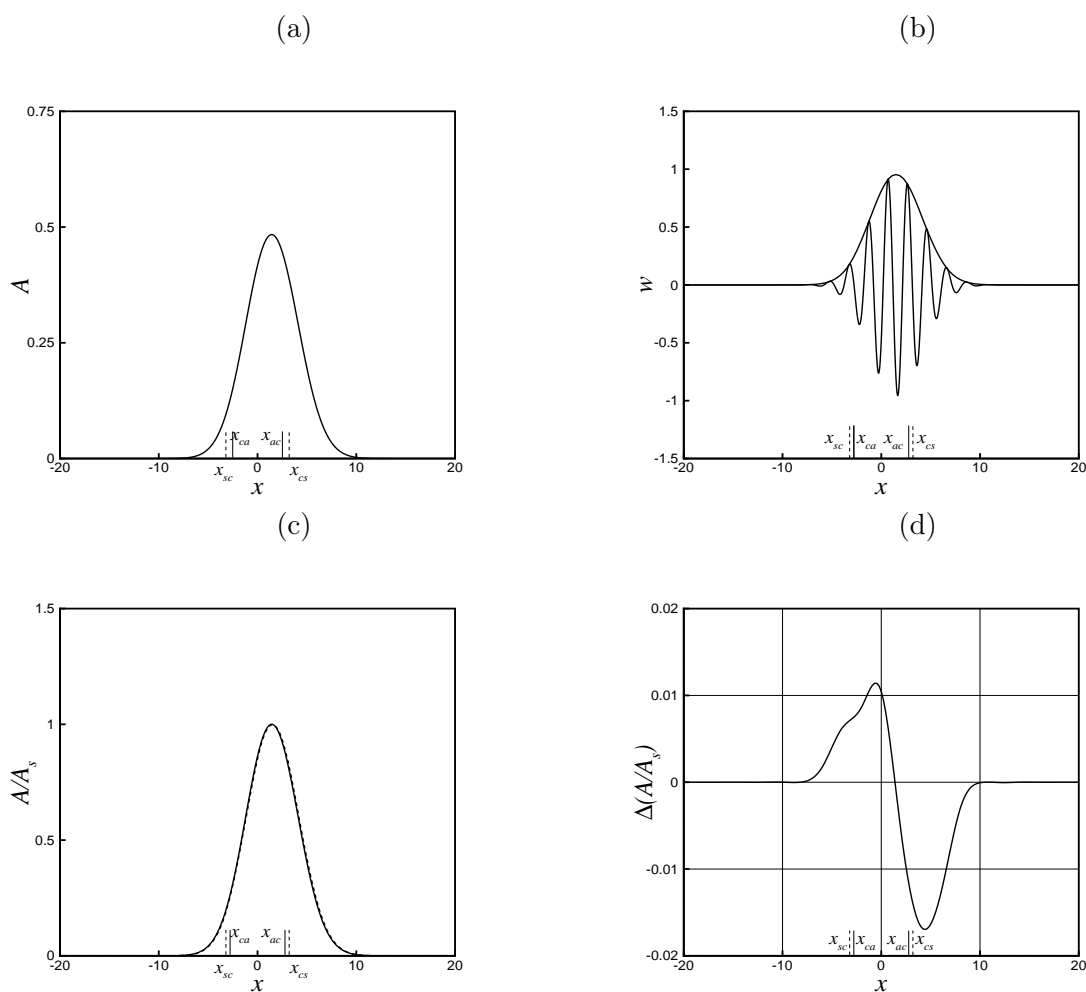 (a)
0.75
0.5
0.25
0
A
-20
-10
0
10
20
x_sc
x_ca
x_ac
x_cs
x
(b)
1.5
1
0.5
0
-0.5
-1
-1.5
w
-20
-10
0
10
20
x_sc
x_ca
x_ac
x_cs
x
(c)
1.5
1
0.5
0
A/A_s
-20
-10
0
10
20
x_sc
x_ca
x_ac
x_cs
x
(d)
0.02
0.01
0
-0.01
-0.02
Δ(A/A_s)
-20
-10
0
10
20
x_sc
x_ca
x_ac
x_cs
x